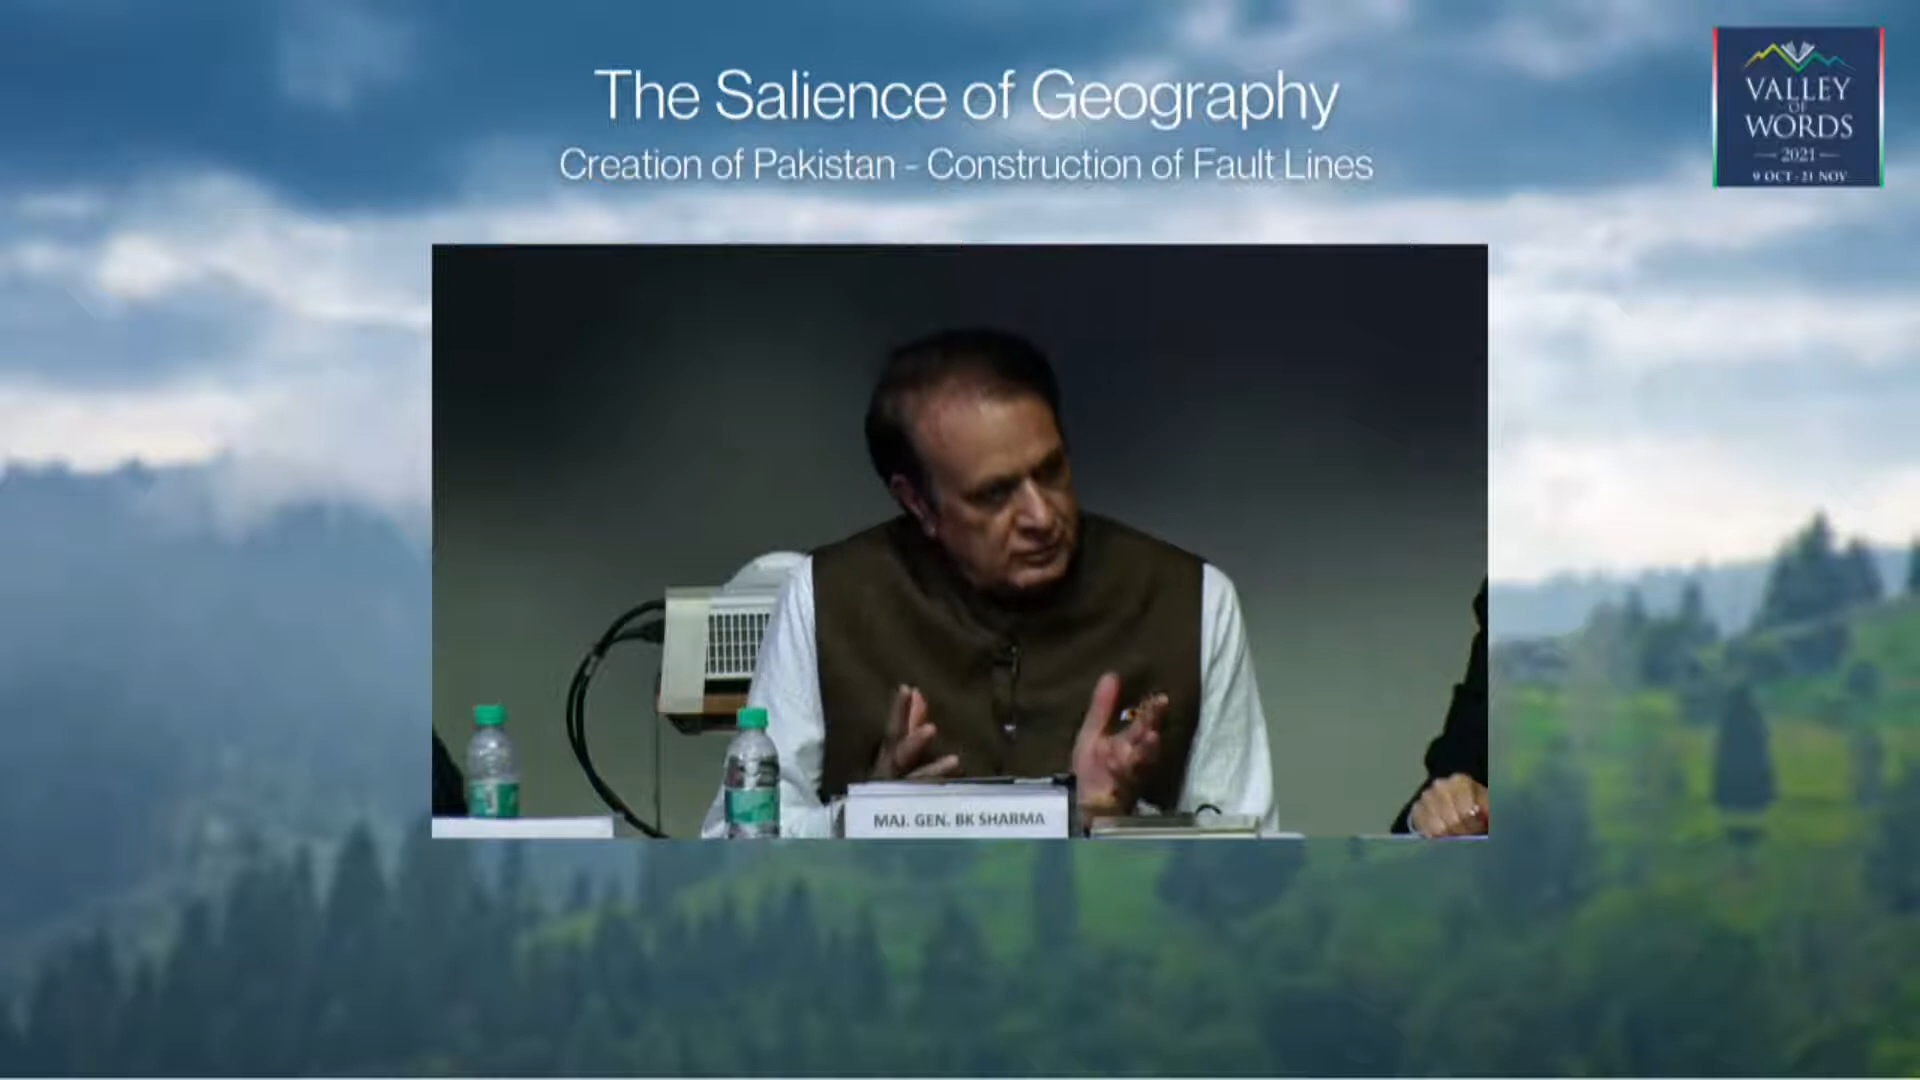 The Salience of Geography
Creation of Pakistan - Construction of Fault Lines
VALLEY
OF
WORDS
2021
9 OCT - 21 NOV
MAJ. GEN. BK SHARMA